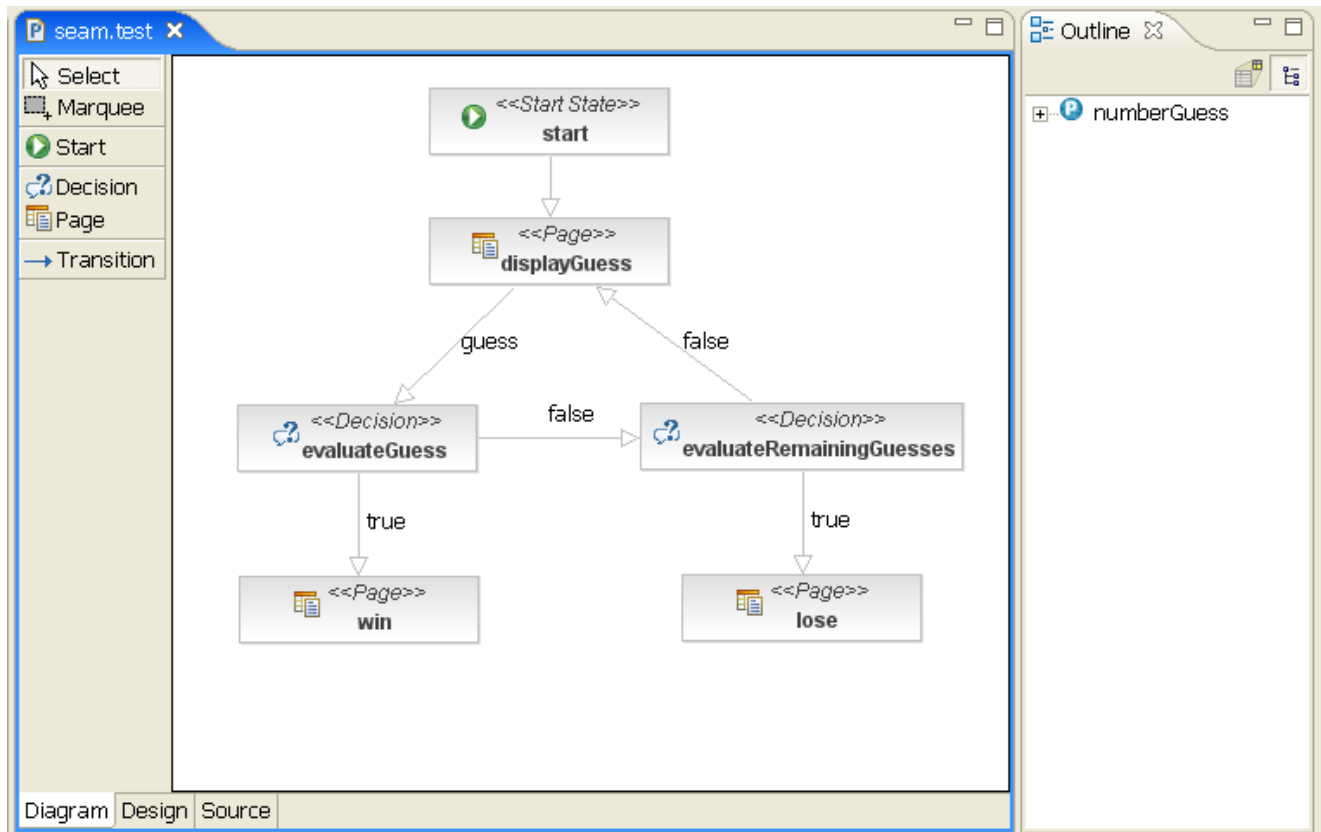 seam.test
Outline
Select
Marquee
Start
Decision
Page
Transition
<<Start State>>
start
<<Page>>
displayGuess
guess
false
<<Decision>>
evaluateGuess
false
<<Decision>>
evaluateRemainingGuesses
true
true
<<Page>>
win
<<Page>>
lose
numberGuess
Diagram Design Source